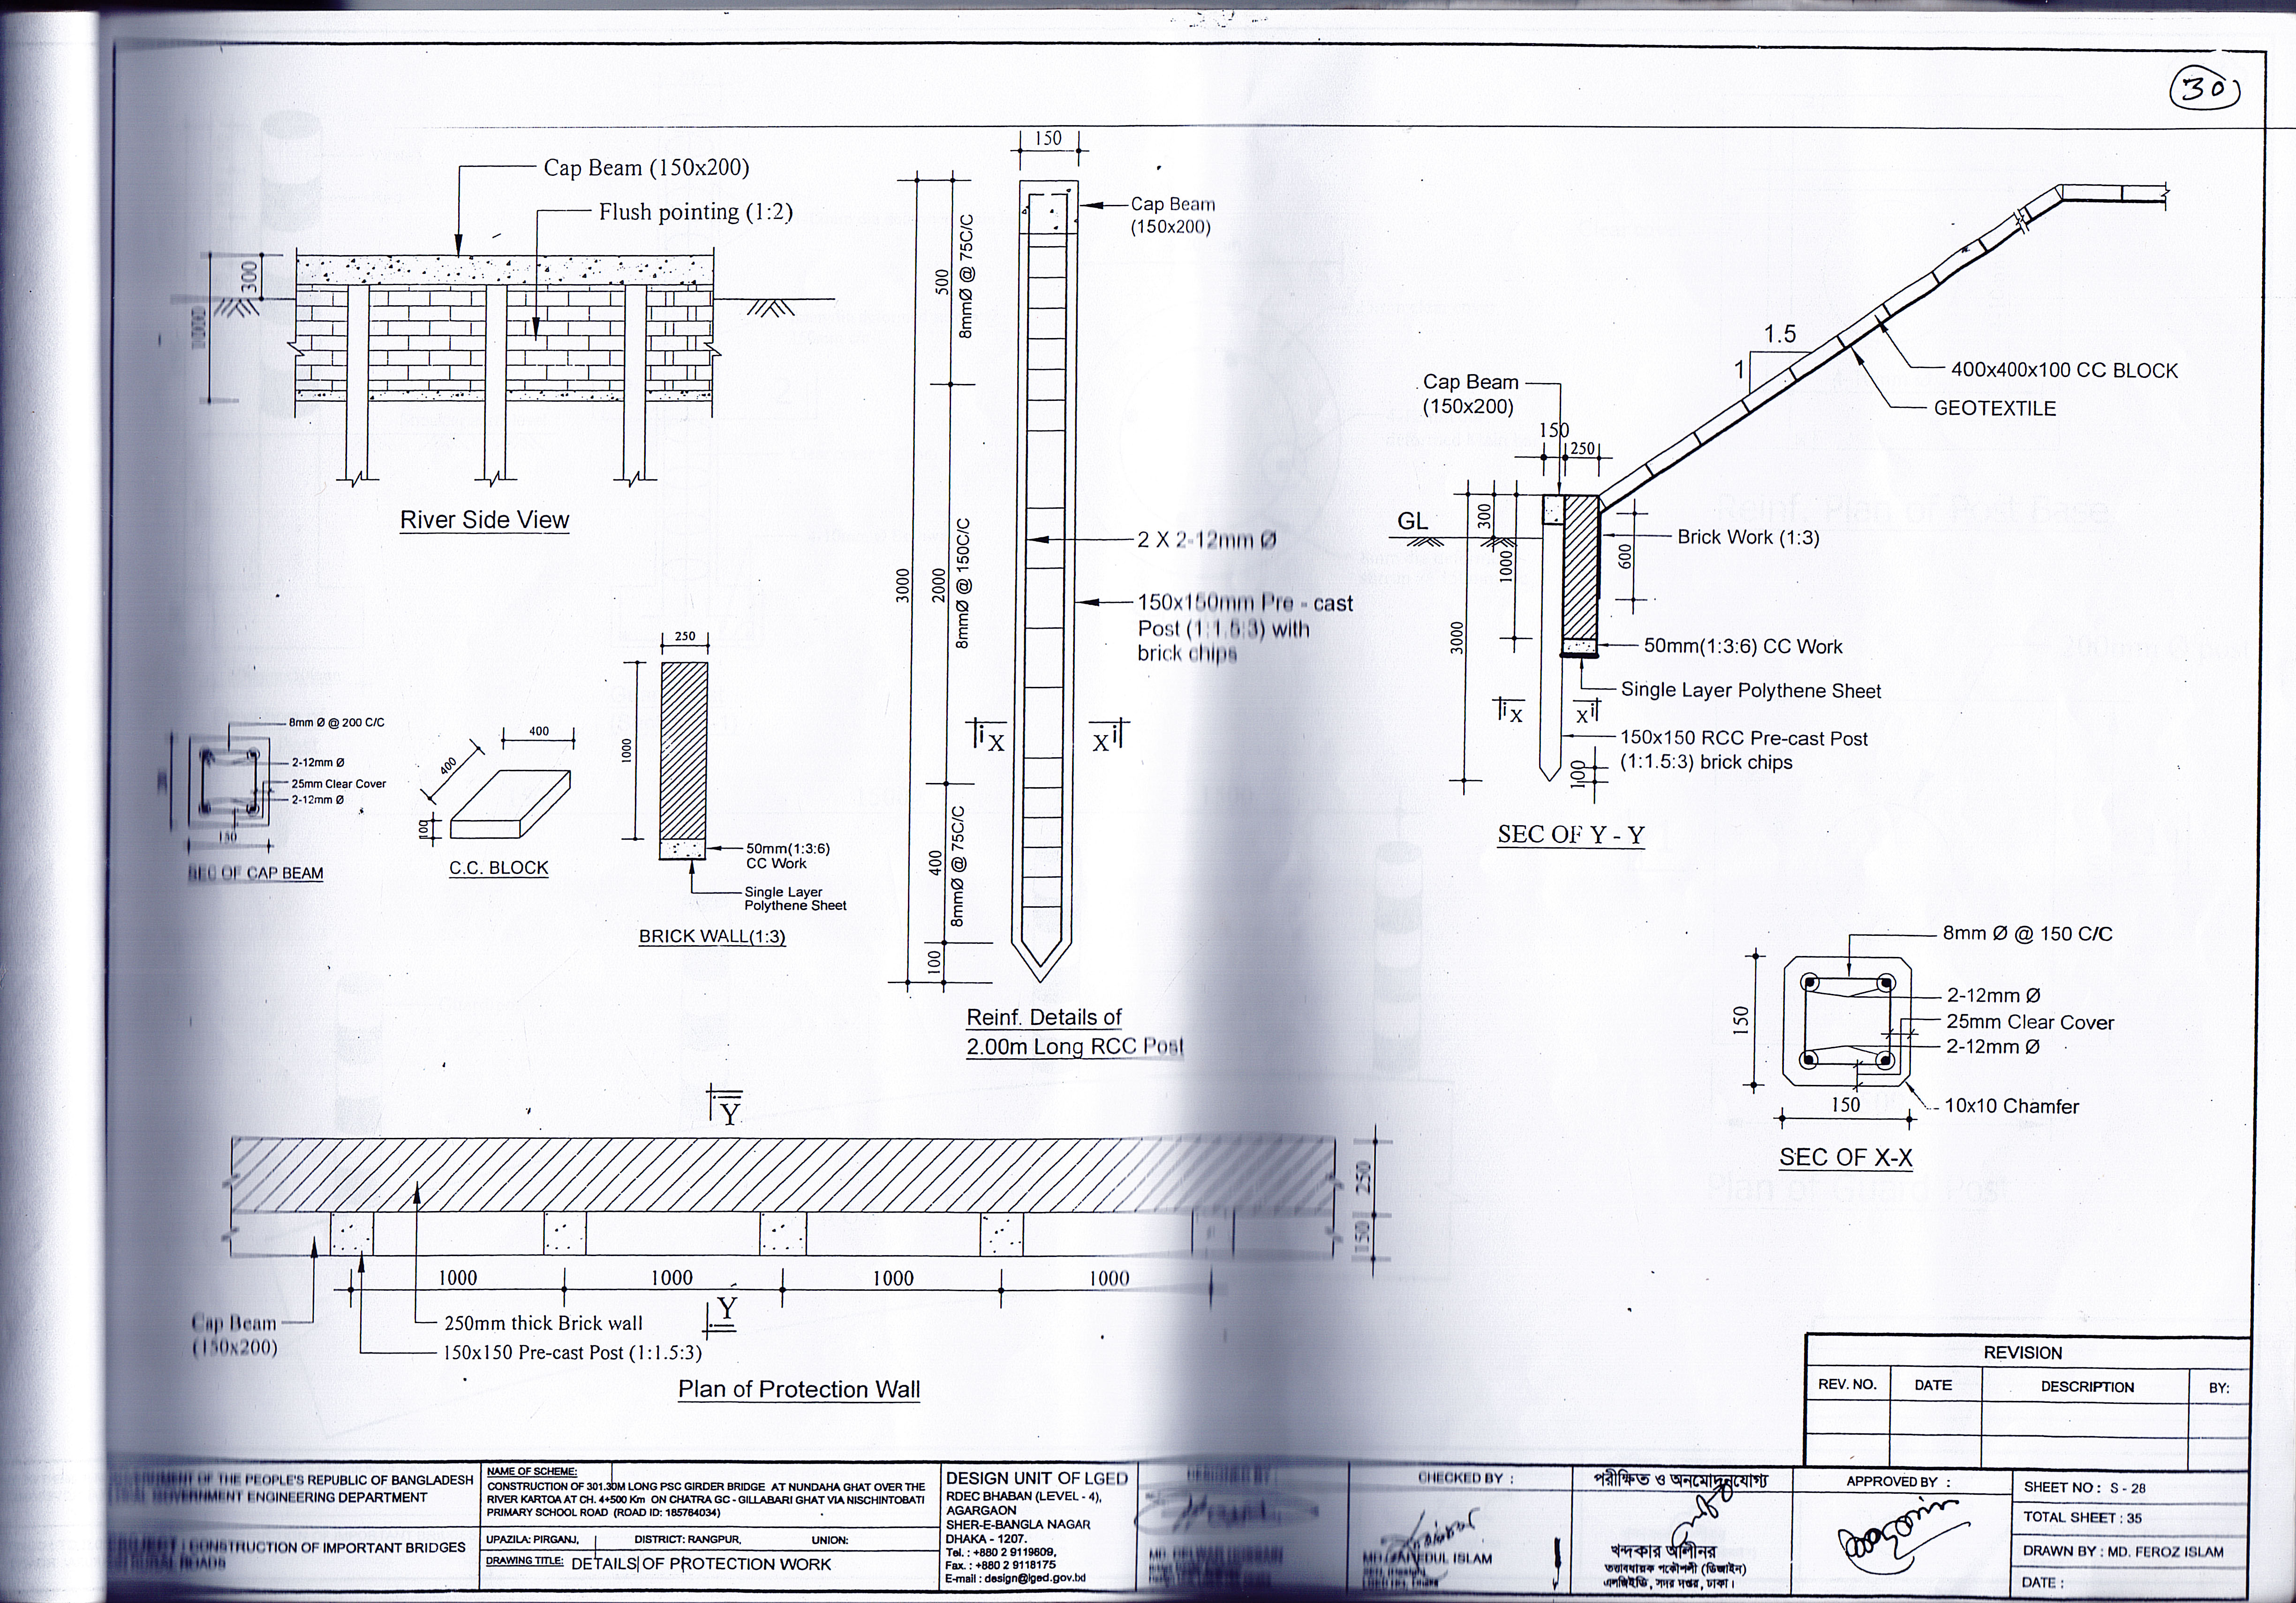 30
Cap Beam (150x200)
Flush pointing (1:2)
300
1000
River Side View
150
Cap Beam
(150x200)
500
8mmØ @ 75C/C
3000
2000
8mmØ @ 150C/C
400
8mmØ @ 75C/C
100
2 X 2-12mm Ø
150x150mm Pre - cast
Post (1:1.5:3) with
brick chips
X X
Reinf. Details of
2.00m Long RCC Post
1.5
1
400x400x100 CC BLOCK
GEOTEXTILE
Cap Beam
(150x200)
150
250
GL
300
1000
3000
600
Brick Work (1:3)
50mm(1:3:6) CC Work
Single Layer Polythene Sheet
X X
150x150 RCC Pre-cast Post
(1:1.5:3) brick chips
100
SEC OF Y - Y
8mm Ø @ 200 C/C
2-12mm Ø
25mm Clear Cover
2-12mm Ø
150
SEC OF CAP BEAM
400
400
100
C.C. BLOCK
250
1000
50mm(1:3:6)
CC Work
Single Layer
Polythene Sheet
BRICK WALL(1:3)
8mm Ø @ 150 C/C
2-12mm Ø
25mm Clear Cover
2-12mm Ø
150
150
10x10 Chamfer
SEC OF X-X
Y
250
150
1000 1000 1000 1000
Y
Cap Beam
(150x200)
250mm thick Brick wall
150x150 Pre-cast Post (1:1.5:3)
Plan of Protection Wall
REVISION
REV. NO. DATE DESCRIPTION BY:
OF THE PEOPLE'S REPUBLIC OF BANGLADESH
GOVERNMENT ENGINEERING DEPARTMENT
PROJECT : CONSTRUCTION OF IMPORTANT BRIDGES
RURAL ROADS
NAME OF SCHEME:
CONSTRUCTION OF 301.30M LONG PSC GIRDER BRIDGE AT NUNDAHA GHAT OVER THE
RIVER KARTOA AT CH. 4+500 Km ON CHATRA GC - GILLABARI GHAT VIA NISCHINTOBATI
PRIMARY SCHOOL ROAD (ROAD ID: 185764034)
UPAZILA: PIRGANJ, DISTRICT: RANGPUR, UNION:
DRAWING TITLE: DETAILS OF PROTECTION WORK
DESIGN UNIT OF LGED
RDEC BHABAN (LEVEL - 4),
AGARGAON
SHER-E-BANGLA NAGAR
DHAKA - 1207.
Tel. : +880 2 9119809,
Fax. : +880 2 9118175
E-mail : design@lged.gov.bd
DESIGNED BY :
CHECKED BY :
ISLAM
পরীক্ষিত ও অনুমোদনযোগ্য
খন্দকার আলীনূর
তত্ত্বাবধায়ক প্রকৌশলী (ডিজাইন)
এলজিইডি, সদর দপ্তর, ঢাকা।
APPROVED BY :
SHEET NO : S - 28
TOTAL SHEET : 35
DRAWN BY : MD. FEROZ ISLAM
DATE :